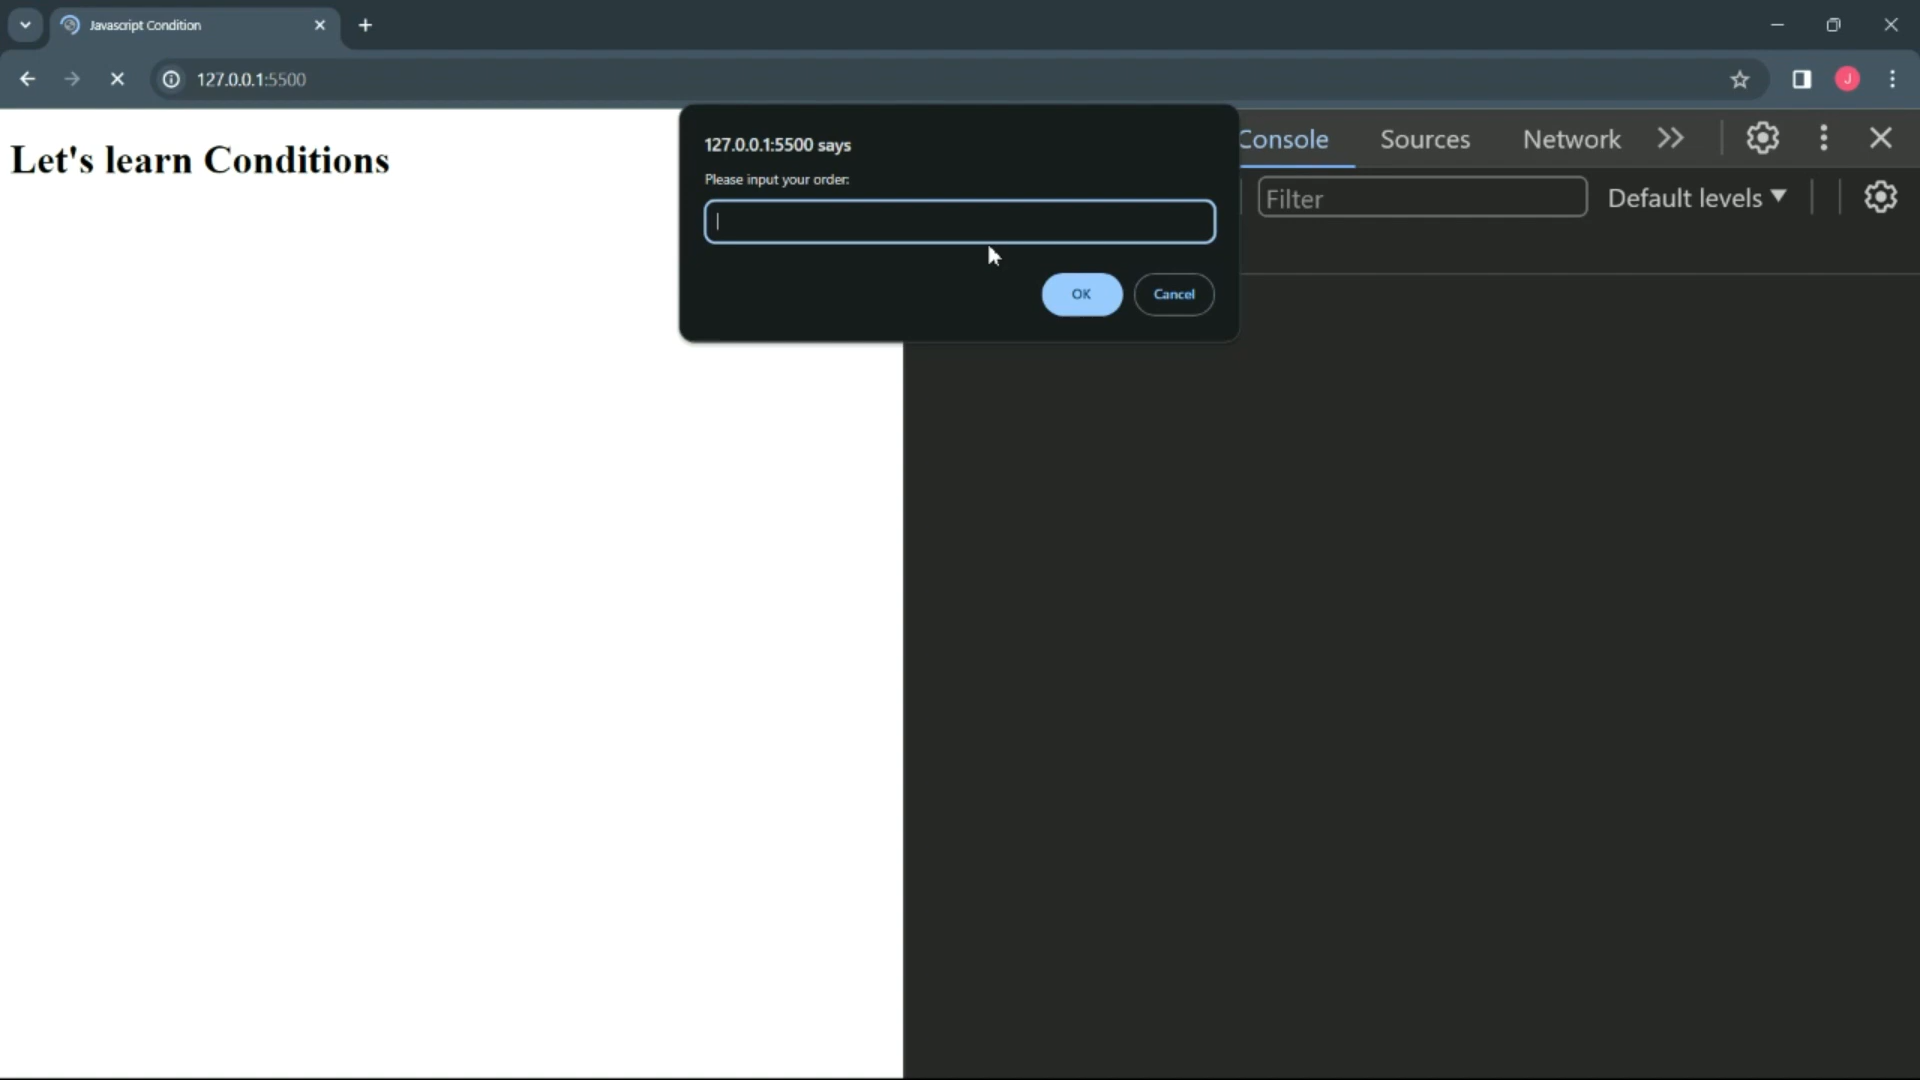 Javascript Condition
127.0.0.1:5500
J
Let's learn Conditions
127.0.0.1:5500 says
Please input your order:
OK
Cancel
Console
Sources
Network
Filter
Default levels